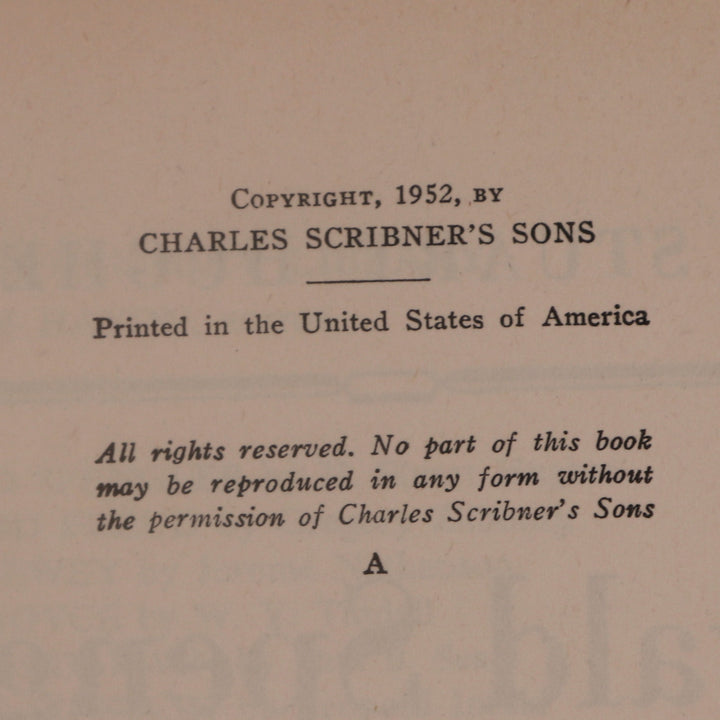 COPYRIGHT, 1952, BY
CHARLES SCRIBNER'S SONS
Printed in the United States of America
All rights reserved. No part of this book
may be reproduced in any form without
the permission of Charles Scribner's Sons
A